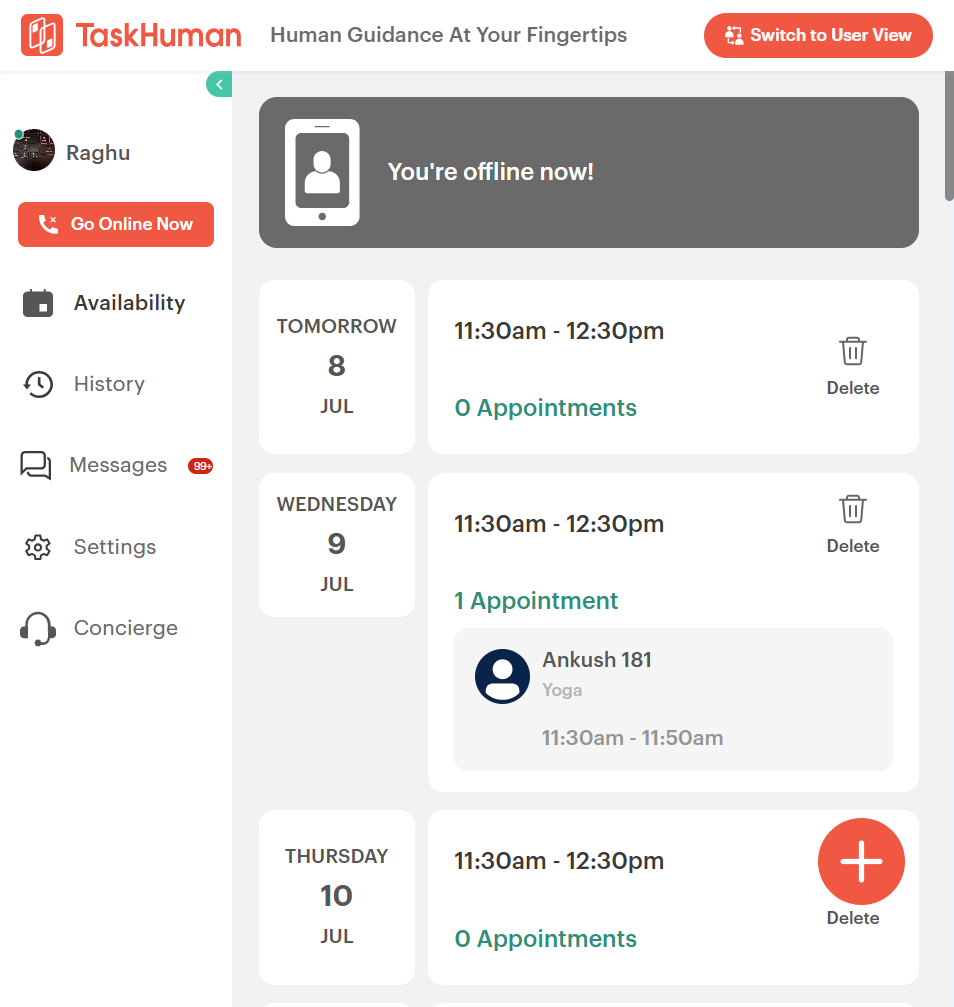 TaskHuman
Human Guidance At Your Fingertips
Switch to User View
Raghu
Go Online Now
Availability
History
Messages 99+
Settings
Concierge
You're offline now!
TOMORROW
8
JUL
11:30am - 12:30pm
0 Appointments
Delete
WEDNESDAY
9
JUL
11:30am - 12:30pm
Delete
1 Appointment
Ankush 181
Yoga
11:30am - 11:50am
THURSDAY
10
JUL
11:30am - 12:30pm
0 Appointments
Delete